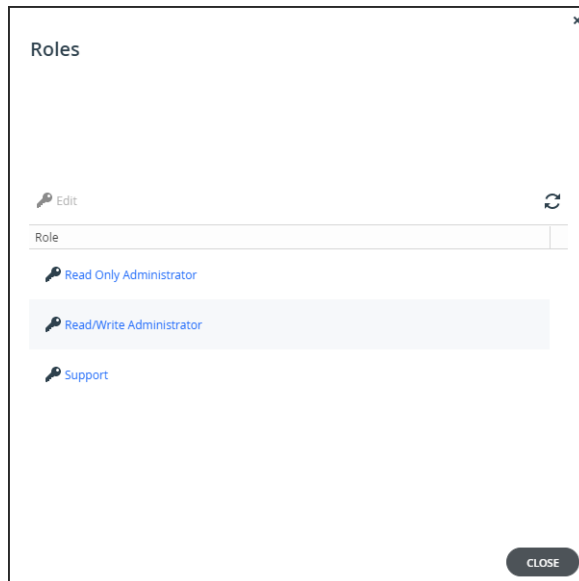 Roles
Edit
Role
Read Only Administrator
Read/Write Administrator
Support
CLOSE